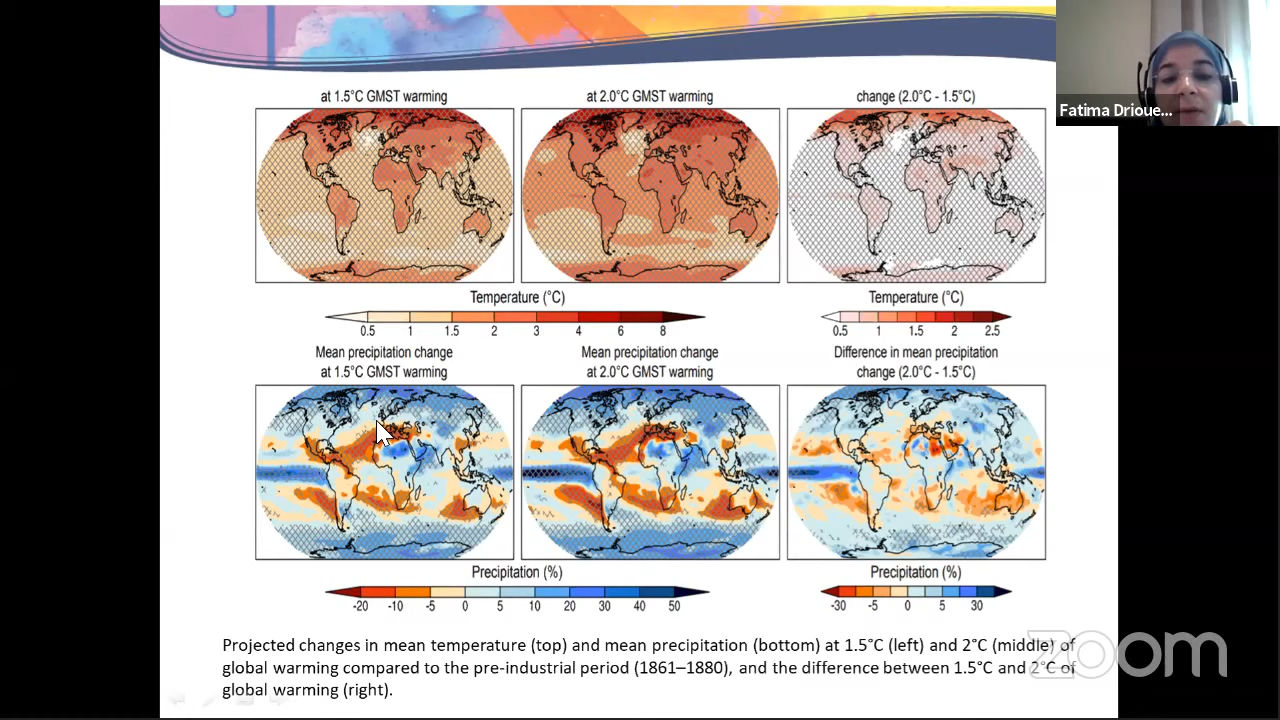 Fatima Drioue...
at 1.5°C GMST warming
at 2.0°C GMST warming
change (2.0°C - 1.5°C)
Temperature (°C)
0.5 1 1.5 2 3 4 6 8
Temperature (°C)
0.5 1 1.5 2 2.5
Mean precipitation change
at 1.5°C GMST warming
Mean precipitation change
at 2.0°C GMST warming
Difference in mean precipitation
change (2.0°C - 1.5°C)
Precipitation (%)
-20 -10 -5 0 5 10 20 30 40 50
Precipitation (%)
-30 -5 0 5 30
Projected changes in mean temperature (top) and mean precipitation (bottom) at 1.5°C (left) and 2°C (middle) of
global warming compared to the pre-industrial period (1861–1880), and the difference between 1.5°C and 2°C of
global warming (right).
zoom